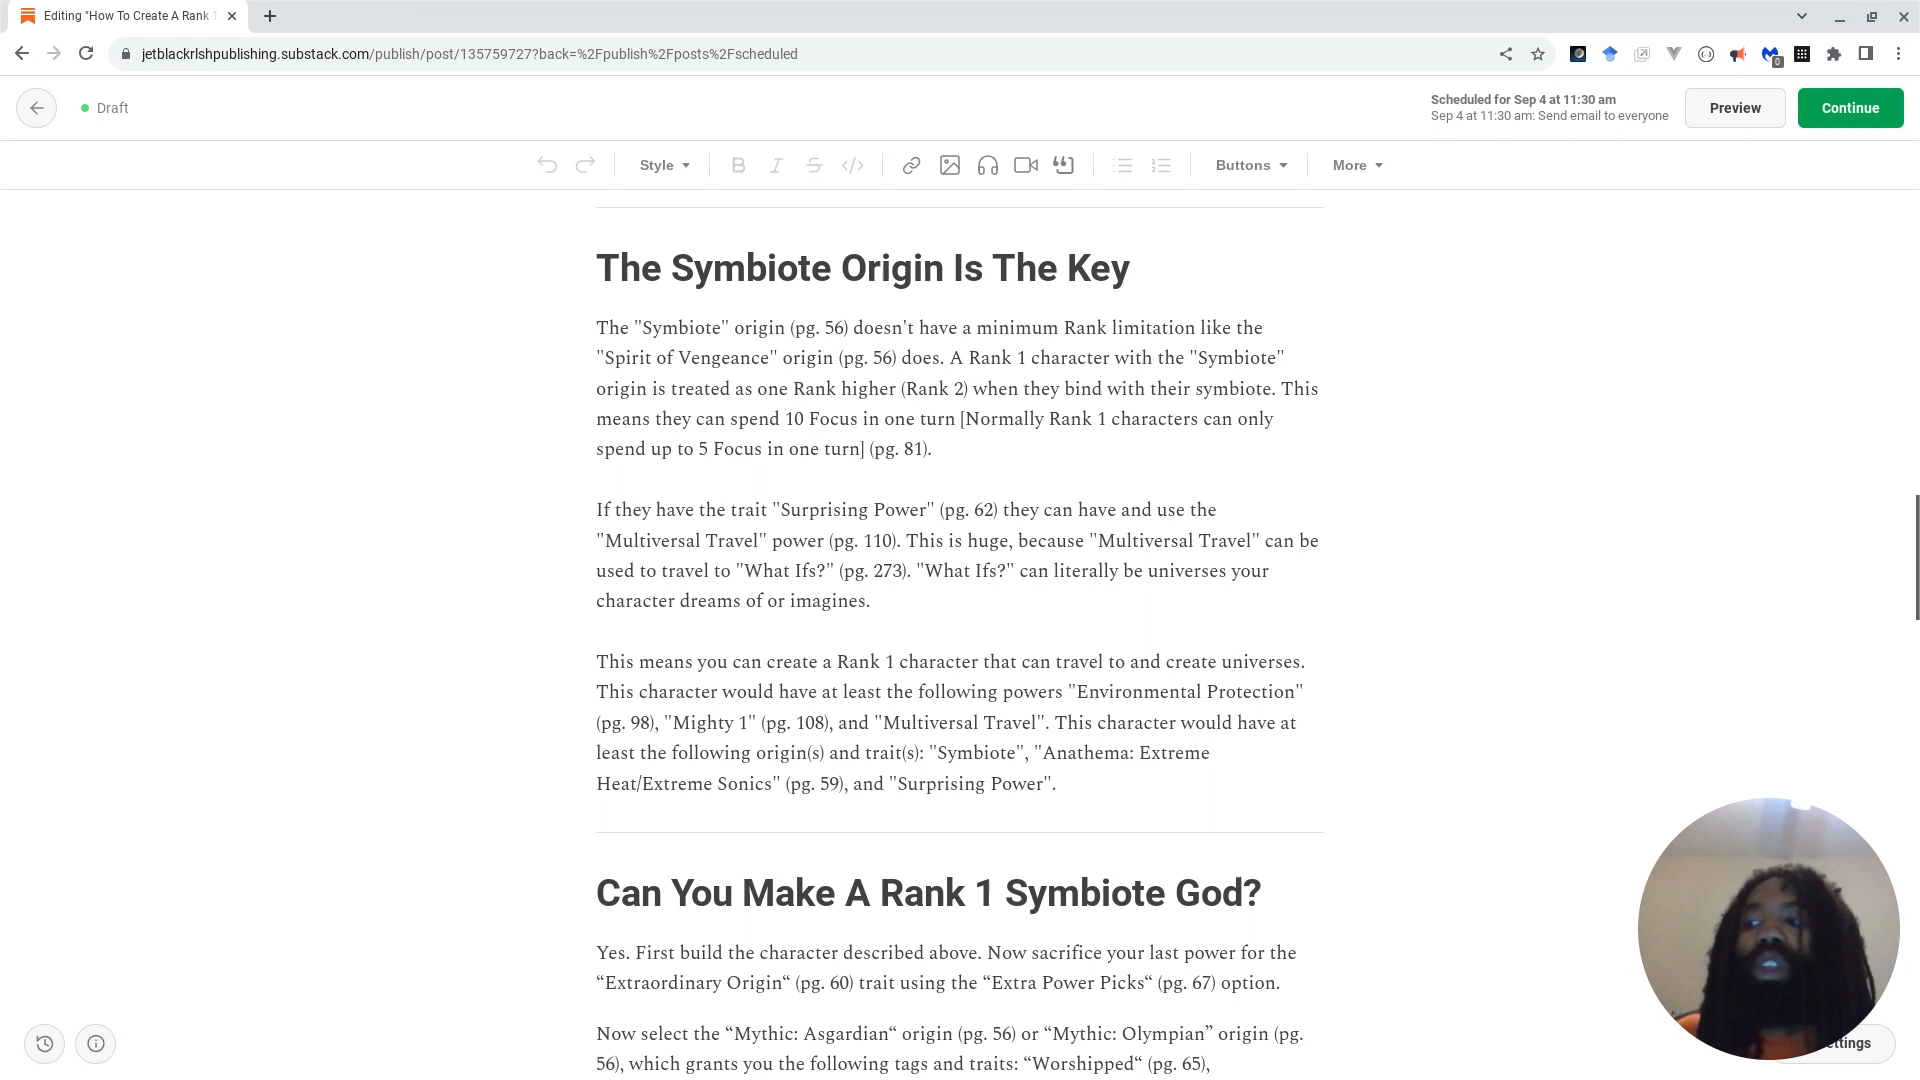 Editing "How To Create A Rank 1
jetblackrlshpublishing.substack.com/publish/post/135759727?back=%2Fpublish%2Fposts%2Fscheduled
0
Draft
Scheduled for Sep 4 at 11:30 am
Sep 4 at 11:30 am: Send email to everyone
Preview
Continue
Style
Buttons
More
The Symbiote Origin Is The Key
The "Symbiote" origin (pg. 56) doesn't have a minimum Rank limitation like the
"Spirit of Vengeance" origin (pg. 56) does. A Rank 1 character with the "Symbiote"
origin is treated as one Rank higher (Rank 2) when they bind with their symbiote. This
means they can spend 10 Focus in one turn [Normally Rank 1 characters can only
spend up to 5 Focus in one turn] (pg. 81).
If they have the trait "Surprising Power" (pg. 62) they can have and use the
"Multiversal Travel" power (pg. 110). This is huge, because "Multiversal Travel" can be
used to travel to "What Ifs?" (pg. 273). "What Ifs?" can literally be universes your
character dreams of or imagines.
This means you can create a Rank 1 character that can travel to and create universes.
This character would have at least the following powers "Environmental Protection"
(pg. 98), "Mighty 1" (pg. 108), and "Multiversal Travel". This character would have at
least the following origin(s) and trait(s): "Symbiote", "Anathema: Extreme
Heat/Extreme Sonics" (pg. 59), and "Surprising Power".
Can You Make A Rank 1 Symbiote God?
Yes. First build the character described above. Now sacrifice your last power for the
“Extraordinary Origin“ (pg. 60) trait using the “Extra Power Picks“ (pg. 67) option.
Now select the “Mythic: Asgardian“ origin (pg. 56) or “Mythic: Olympian” origin (pg.
56), which grants you the following tags and traits: “Worshipped“ (pg. 65),
ettings